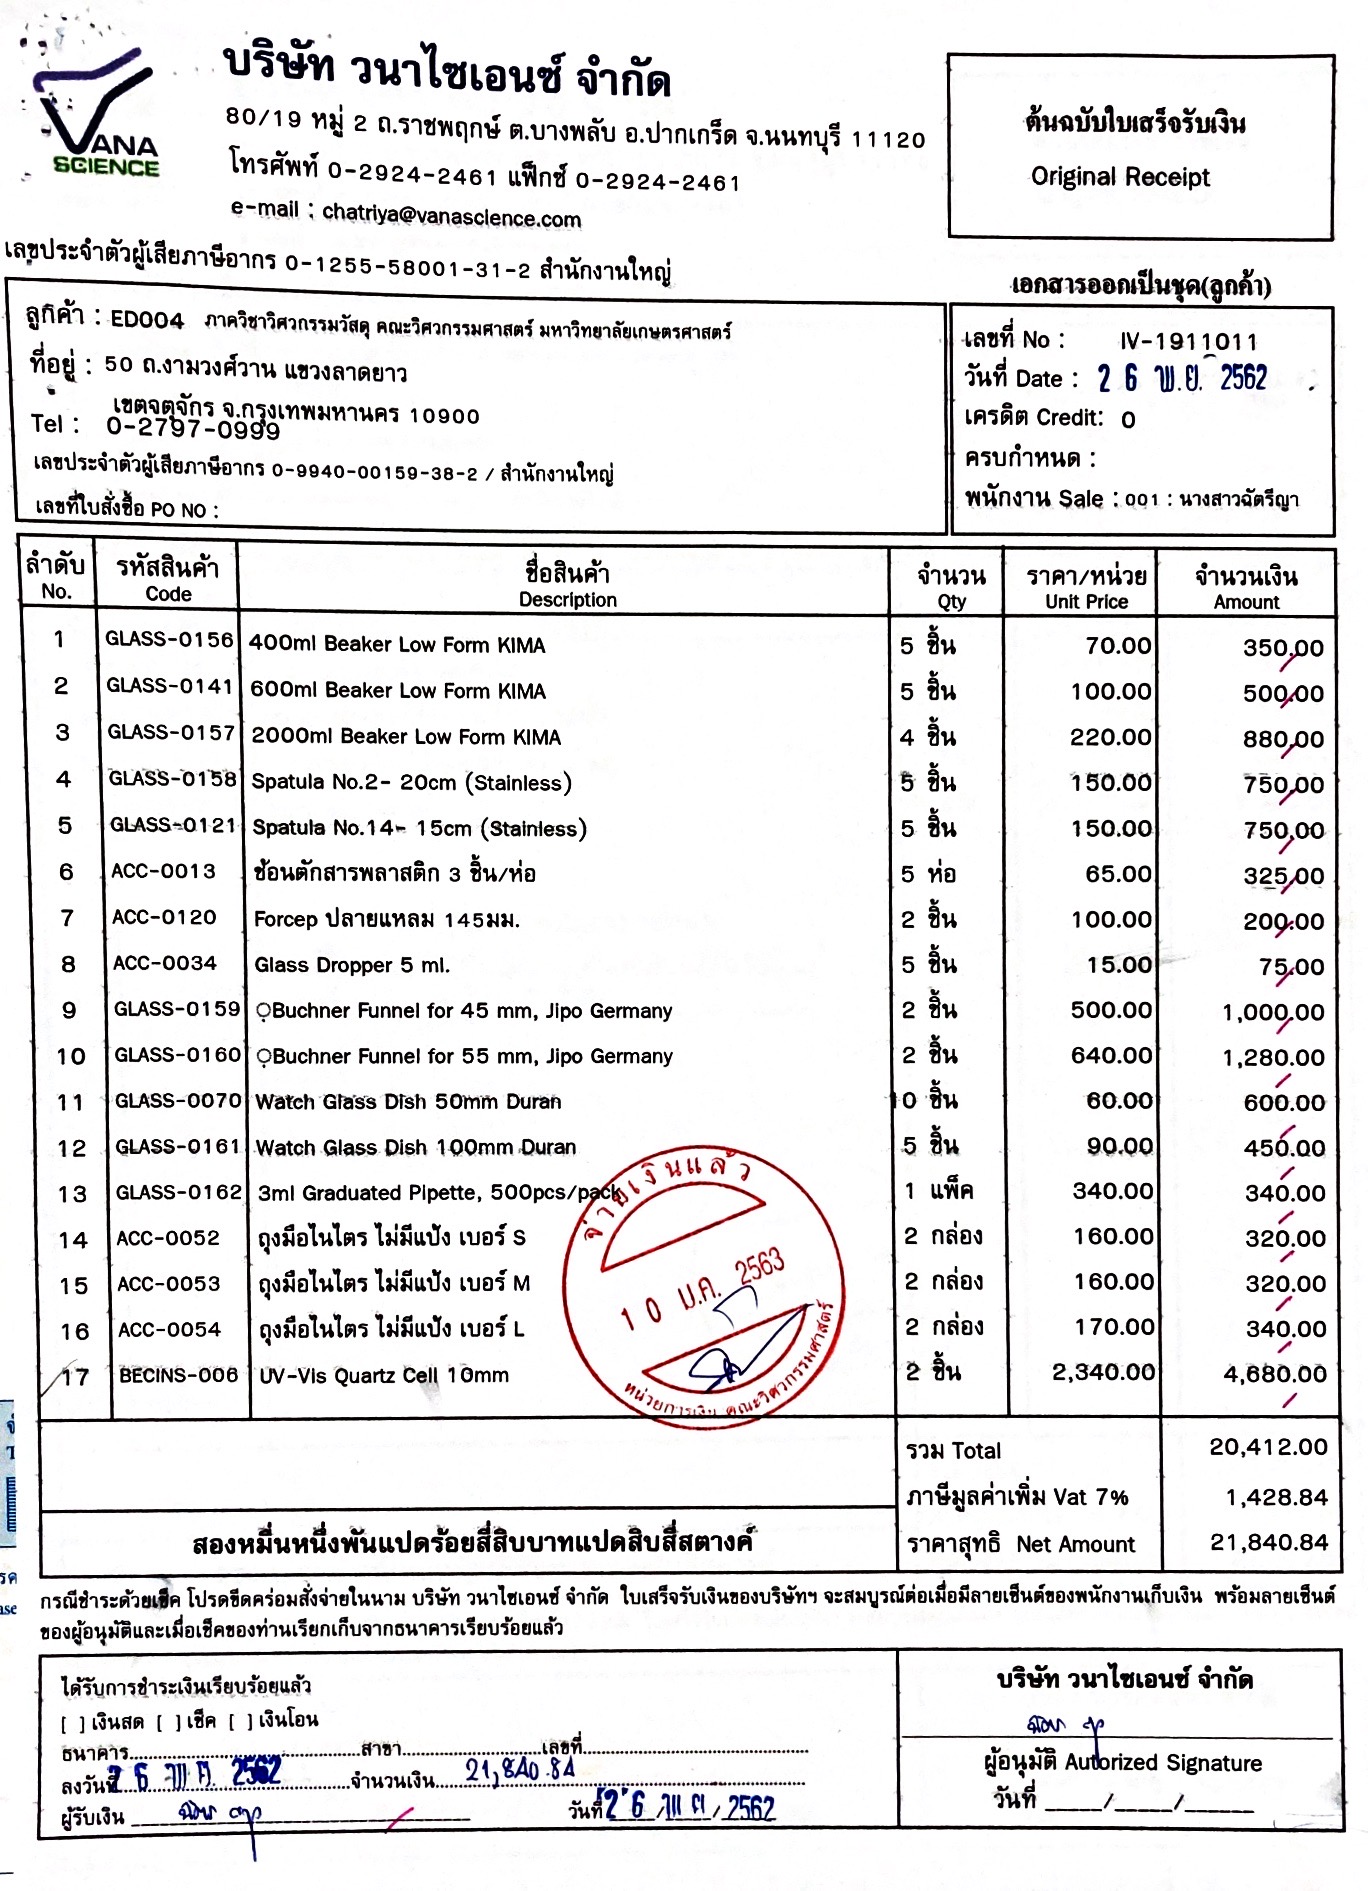 VANA
SCIENCE
บริษัท วนาไซเอนซ์ จำกัด
80/19 หมู่ 2 ถ.ราชพฤกษ์ ต.บางพลับ อ.ปากเกร็ด จ.นนทบุรี 11120
โทรศัพท์ 0-2924-2461 แฟ็กซ์ 0-2924-2461
e-mail : chatriya@vanascience.com
ต้นฉบับใบเสร็จรับเงิน
Original Receipt
เลขประจำตัวผู้เสียภาษีอากร 0-1255-58001-31-2 สำนักงานใหญ่
เอกสารออกเป็นชุด(ลูกค้า)
ลูกค้า : ED004 ภาควิชาวิศวกรรมวัสดุ คณะวิศวกรรมศาสตร์ มหาวิทยาลัยเกษตรศาสตร์
ที่อยู่ : 50 ถ.งามวงศ์วาน แขวงลาดยาว
เขตจตุจักร จ.กรุงเทพมหานคร 10900
Tel : 0-2797-0999
เลขประจำตัวผู้เสียภาษีอากร 0-9940-00159-38-2 / สำนักงานใหญ่
เลขที่ใบสั่งซื้อ PO NO :
เลขที่ No : IV-1911011
วันที่ Date : 26 พ.ย. 2562
เครดิต Credit: 0
ครบกำหนด :
พนักงาน Sale : 001 : นางสาวฉัตรีญา
ลำดับ รหัสสินค้า ชื่อสินค้า จำนวน ราคา/หน่วย จำนวนเงิน
No. Code Description Qty Unit Price Amount
1 GLASS-0156 400ml Beaker Low Form KIMA 5 ชิ้น 70.00 350.00
2 GLASS-0141 600ml Beaker Low Form KIMA 5 ชิ้น 100.00 500.00
3 GLASS-0157 2000ml Beaker Low Form KIMA 4 ชิ้น 220.00 880.00
4 GLASS-0158 Spatula No.2- 20cm (Stainless) 5 ชิ้น 150.00 750.00
5 GLASS-0121 Spatula No.14- 15cm (Stainless) 5 ชิ้น 150.00 750.00
6 ACC-0013 ช้อนตักสารพลาสติก 3 ชิ้น/ห่อ 5 ห่อ 65.00 325.00
7 ACC-0120 Forcep ปลายแหลม 145มม. 2 ชิ้น 100.00 200.00
8 ACC-0034 Glass Dropper 5 ml. 5 ชิ้น 15.00 75.00
9 GLASS-0159 Buchner Funnel for 45 mm, Jipo Germany 2 ชิ้น 500.00 1,000.00
10 GLASS-0160 Buchner Funnel for 55 mm, Jipo Germany 2 ชิ้น 640.00 1,280.00
11 GLASS-0070 Watch Glass Dish 50mm Duran 10 ชิ้น 60.00 600.00
12 GLASS-0161 Watch Glass Dish 100mm Duran 5 ชิ้น 90.00 450.00
13 GLASS-0162 3ml Graduated Pipette, 500pcs/pack 1 แพ็ค 340.00 340.00
14 ACC-0052 ถุงมือไนไตร ไม่มีแป้ง เบอร์ S 2 กล่อง 160.00 320.00
15 ACC-0053 ถุงมือไนไตร ไม่มีแป้ง เบอร์ M 2 กล่อง 160.00 320.00
16 ACC-0054 ถุงมือไนไตร ไม่มีแป้ง เบอร์ L 2 กล่อง 170.00 340.00
17 BECINS-006 UV-Vis Quartz Cell 10mm 2 ชิ้น 2,340.00 4,680.00
จ่ายเงินแล้ว
10 ม.ค. 2563
หน่วยการเงิน คณะวิศวกรรมศาสตร์
รวม Total 20,412.00
ภาษีมูลค่าเพิ่ม Vat 7% 1,428.84
สองหมื่นหนึ่งพันแปดร้อยสี่สิบบาทแปดสิบสี่สตางค์ ราคาสุทธิ Net Amount 21,840.84
กรณีชำระด้วยเช็ค โปรดขีดคร่อมสั่งจ่ายในนาม บริษัท วนาไซเอนซ์ จำกัด ใบเสร็จรับเงินของบริษัทฯ จะสมบูรณ์ต่อเมื่อมีลายเซ็นต์ของพนักงานเก็บเงิน พร้อมลายเซ็นต์
ของผู้อนุมัติและเมื่อเช็คของท่านเรียกเก็บจากธนาคารเรียบร้อยแล้ว
ได้รับการชำระเงินเรียบร้อยแล้ว
[ ] เงินสด [ ] เช็ค [ ] เงินโอน
ธนาคาร สาขา เลขที่
ลงวันที่ 26 พ.ย. 2562 จำนวนเงิน 21,840.84
ผู้รับเงิน วันที่ 26 / พ.ย. / 2562
บริษัท วนาไซเอนซ์ จำกัด
ผู้อนุมัติ Autorized Signature
วันที่ ____/____/____